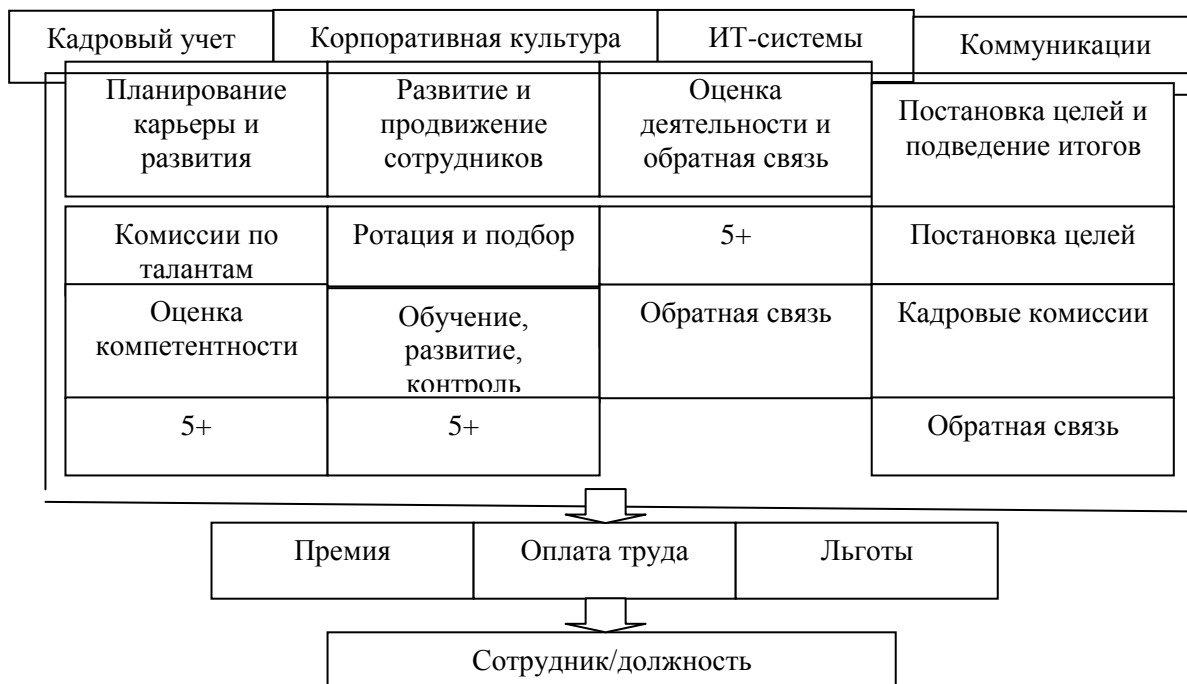 Кадровый учет
Корпоративная культура
ИТ-системы
Коммуникации
Планирование
карьеры и
развития
Развитие и
продвижение
сотрудников
Оценка
деятельности и
обратная связь
Постановка целей и
подведение итогов
Комиссии по
талантам
Ротация и подбор
5+
Постановка целей
Оценка
компетентности
Обучение,
развитие,
контроль
Обратная связь
Кадровые комиссии
5+
5+
Обратная связь
Премия
Оплата труда
Льготы
Сотрудник/должность